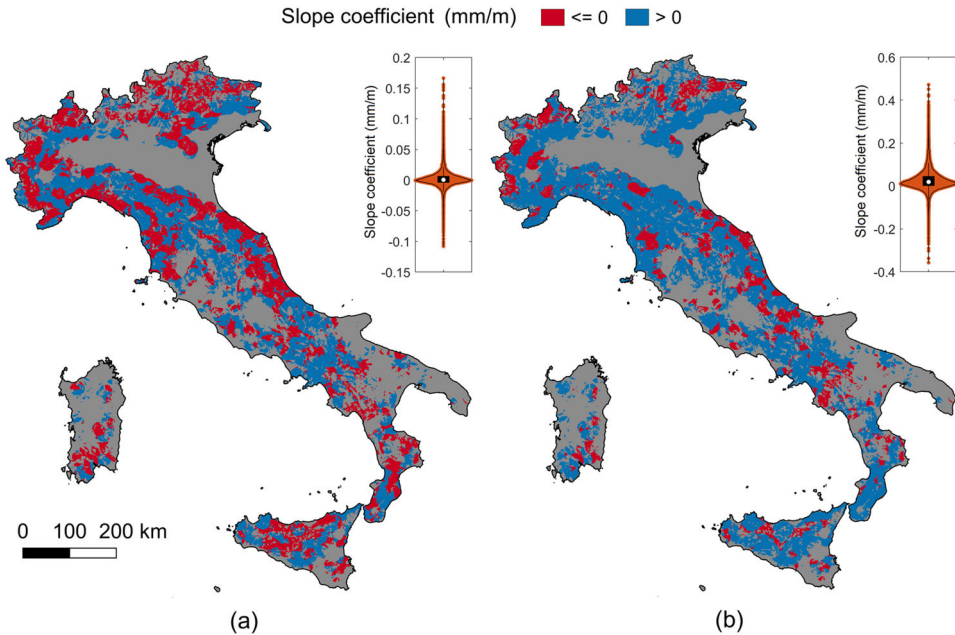 Slope coefficient (mm/m) <= 0 > 0
Slope coefficient (mm/m)
0.2
0.15
0.1
0.05
0
-0.05
-0.1
-0.15
Slope coefficient (mm/m)
0.6
0.4
0.2
0
-0.2
-0.4
0 100 200 km
(a)
(b)